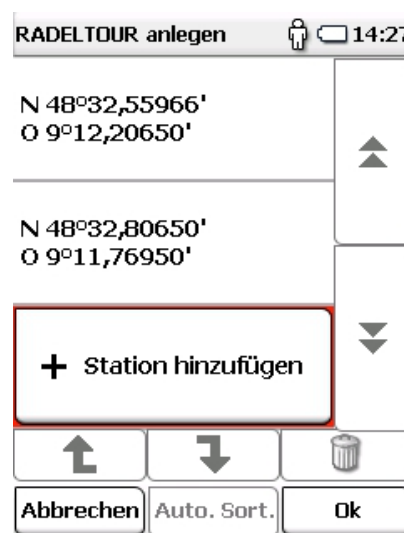 RADELTOUR anlegen 14:27
N 48º32,55966'
O 9º12,20650'
N 48º32,80650'
O 9º11,76950'
+ Station hinzufügen
Abbrechen Auto. Sort. Ok